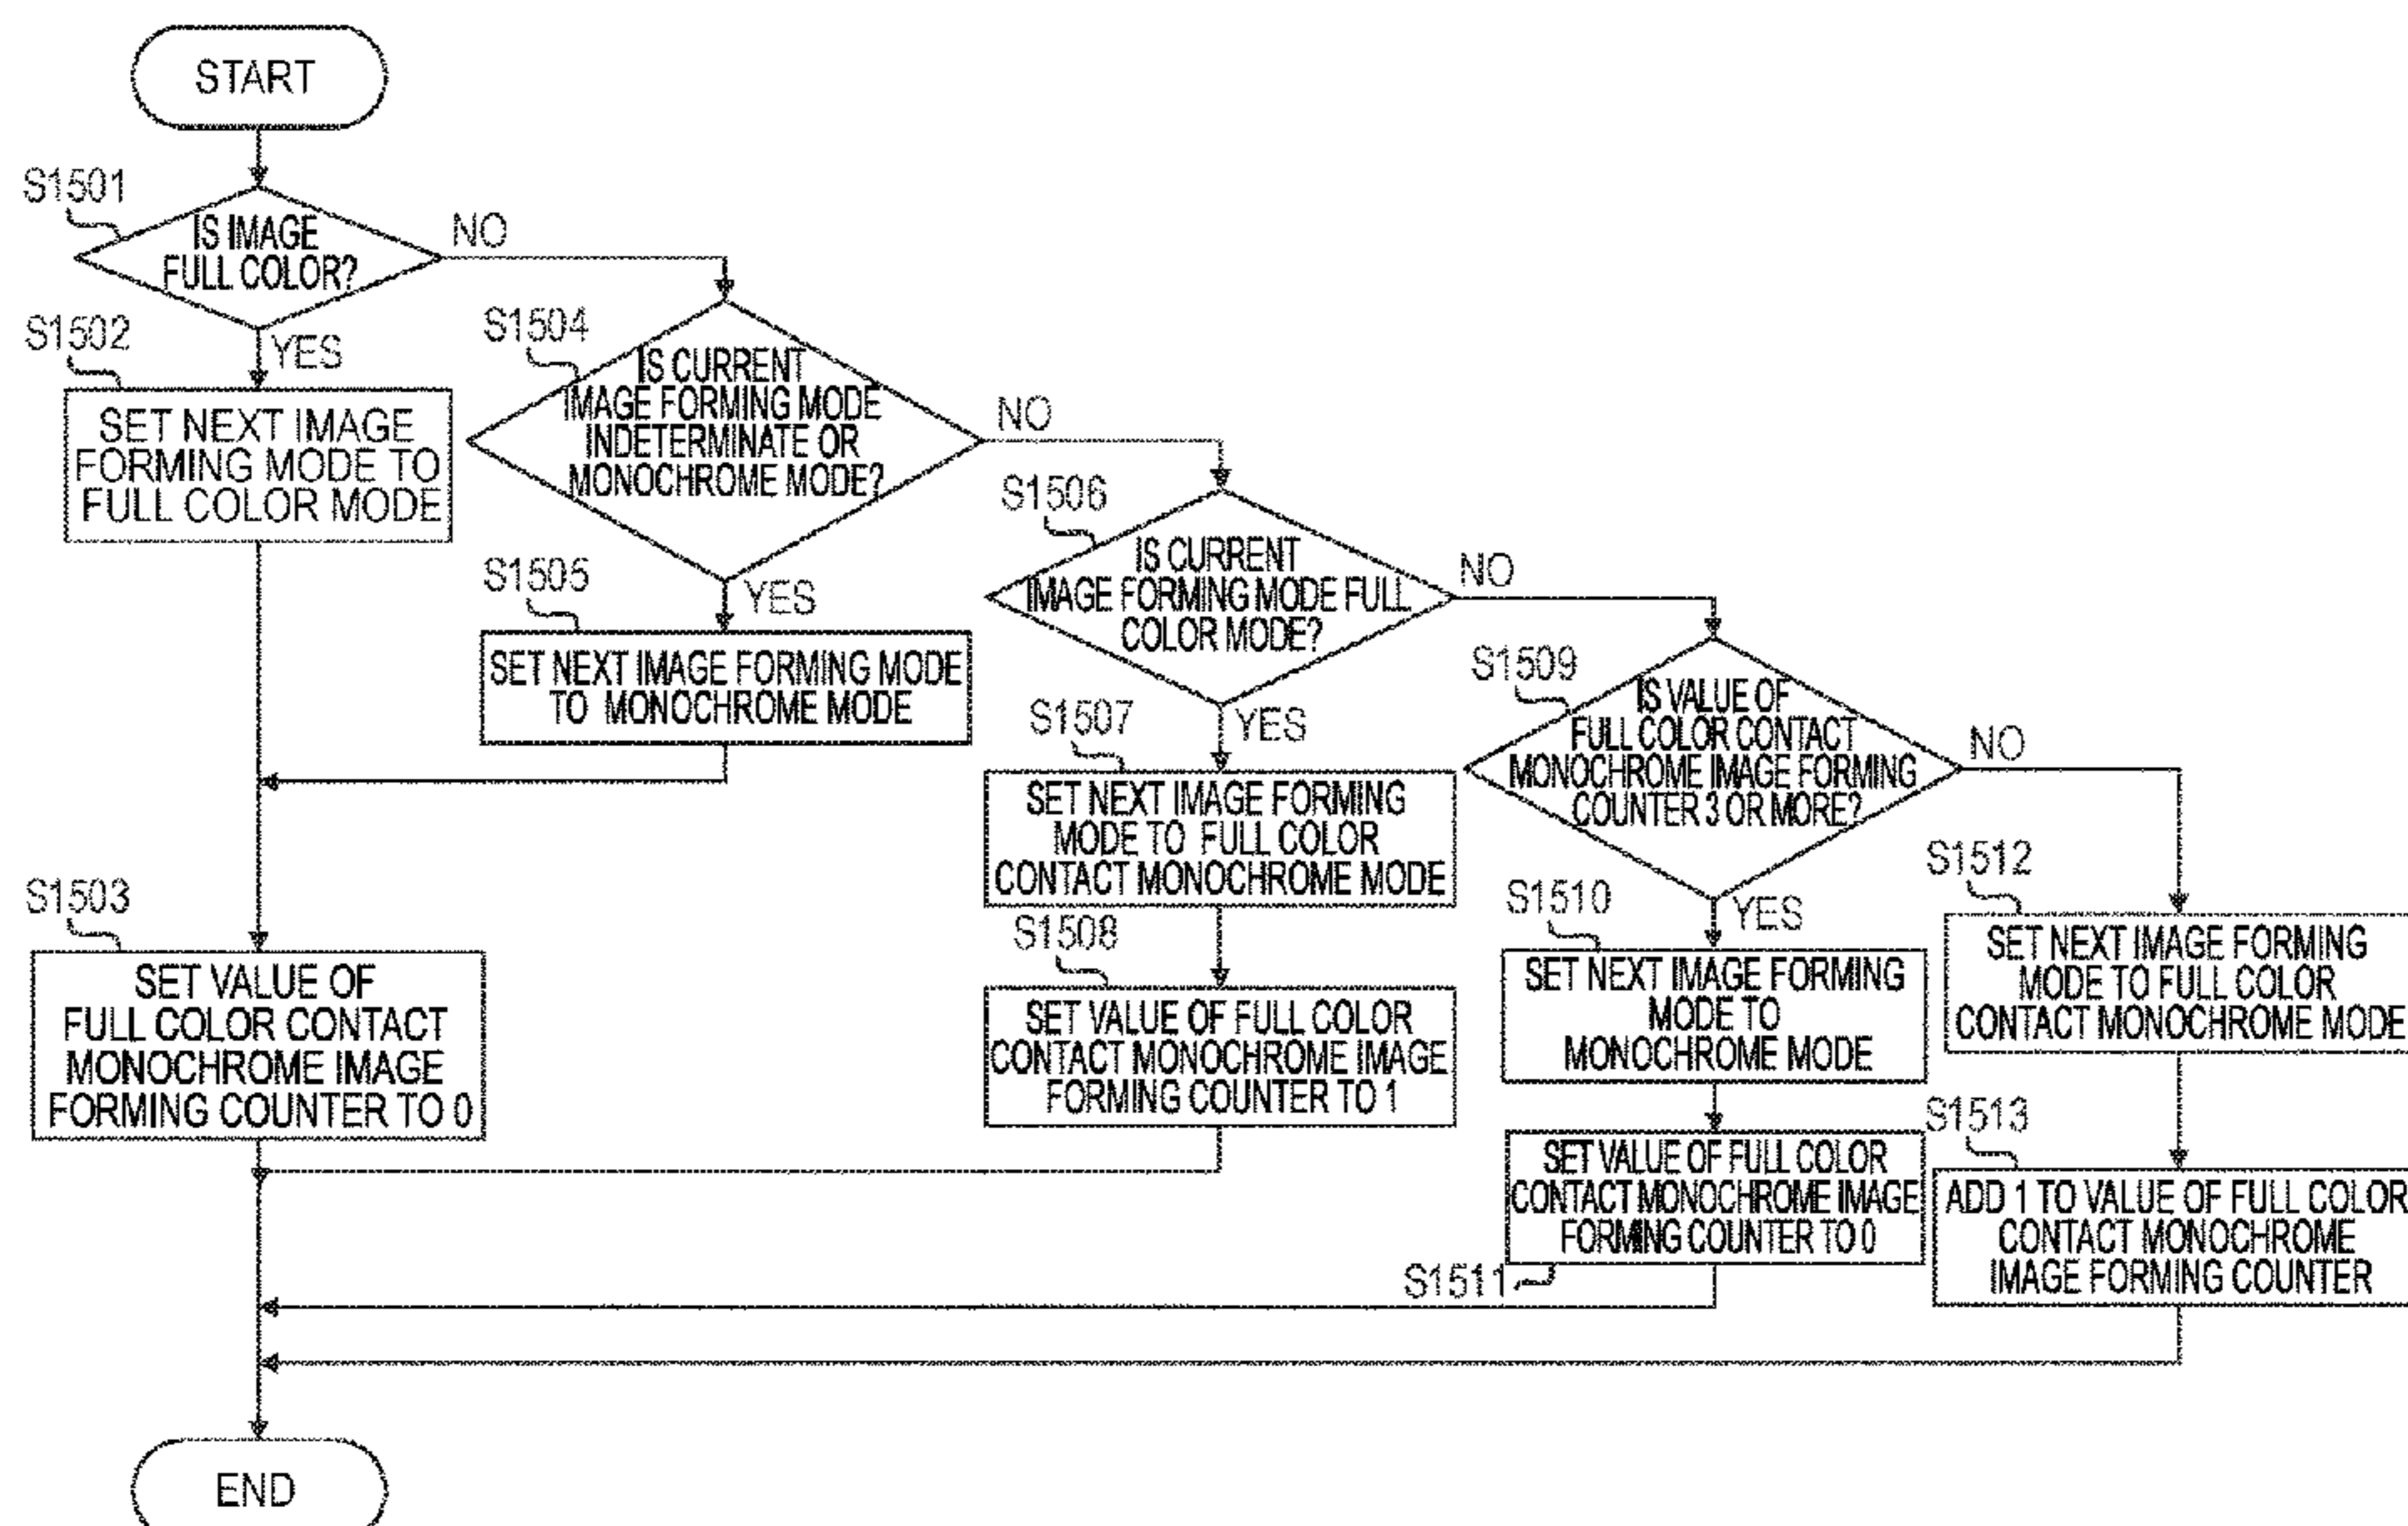 START
S1501
IS IMAGE
FULL COLOR?
NO
YES
S1502
SET NEXT IMAGE
FORMING MODE TO
FULL COLOR MODE
S1504
IS CURRENT
IMAGE FORMING MODE
INDETERMINATE OR
MONOCHROME MODE?
NO
YES
S1505
SET NEXT IMAGE FORMING MODE
TO MONOCHROME MODE
S1503
SET VALUE OF
FULL COLOR CONTACT
MONOCHROME IMAGE
FORMING COUNTER TO 0
S1506
IS CURRENT
IMAGE FORMING MODE FULL
COLOR MODE?
NO
YES
S1507
SET NEXT IMAGE FORMING
MODE TO FULL COLOR
CONTACT MONOCHROME MODE
S1508
SET VALUE OF FULL COLOR
CONTACT MONOCHROME IMAGE
FORMING COUNTER TO 1
S1509
IS VALUE OF
FULL COLOR CONTACT
MONOCHROME IMAGE FORMING
COUNTER 3 OR MORE?
NO
YES
S1510
SET NEXT IMAGE FORMING
MODE TO
MONOCHROME MODE
SET VALUE OF FULL COLOR
CONTACT MONOCHROME IMAGE
FORMING COUNTER TO 0
S1511
S1512
SET NEXT IMAGE FORMING
MODE TO FULL COLOR
CONTACT MONOCHROME MODE
S1513
ADD 1 TO VALUE OF FULL COLOR
CONTACT MONOCHROME
IMAGE FORMING COUNTER
END